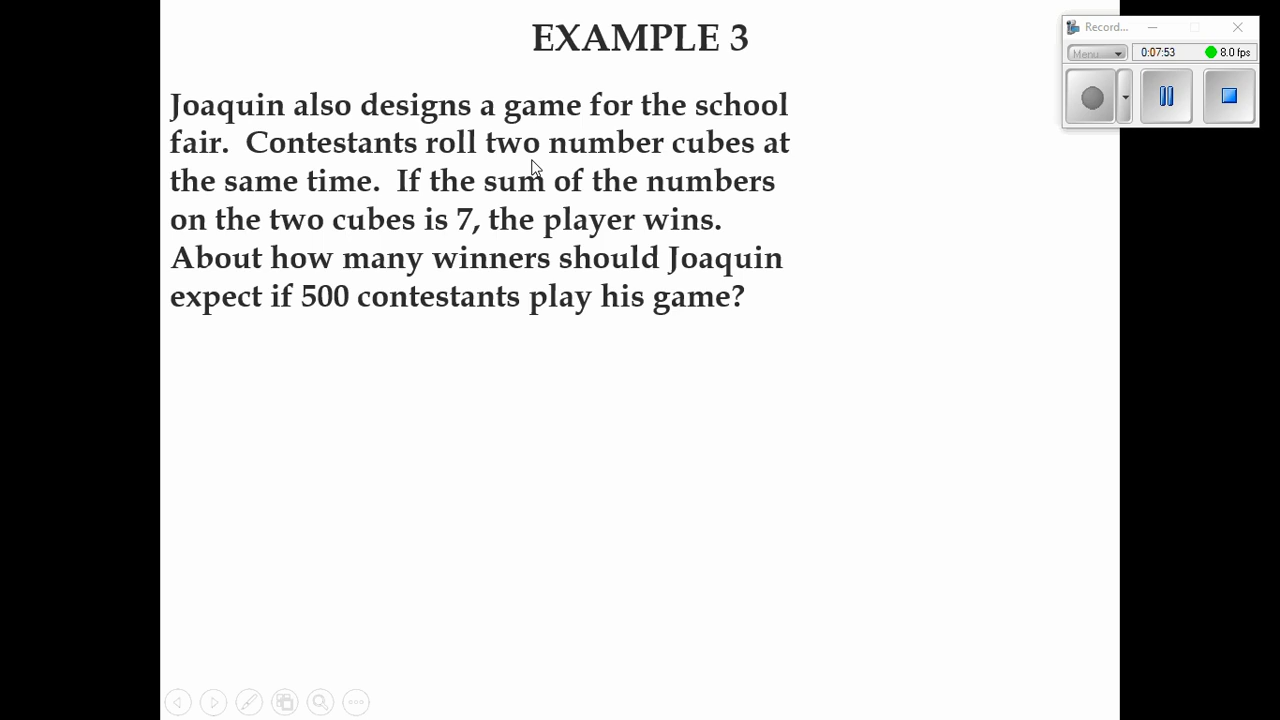 EXAMPLE 3
Record...
Menu
0:07:53
8.0 fps
Joaquin also designs a game for the school
fair. Contestants roll two number cubes at
the same time. If the sum of the numbers
on the two cubes is 7, the player wins.
About how many winners should Joaquin
expect if 500 contestants play his game?